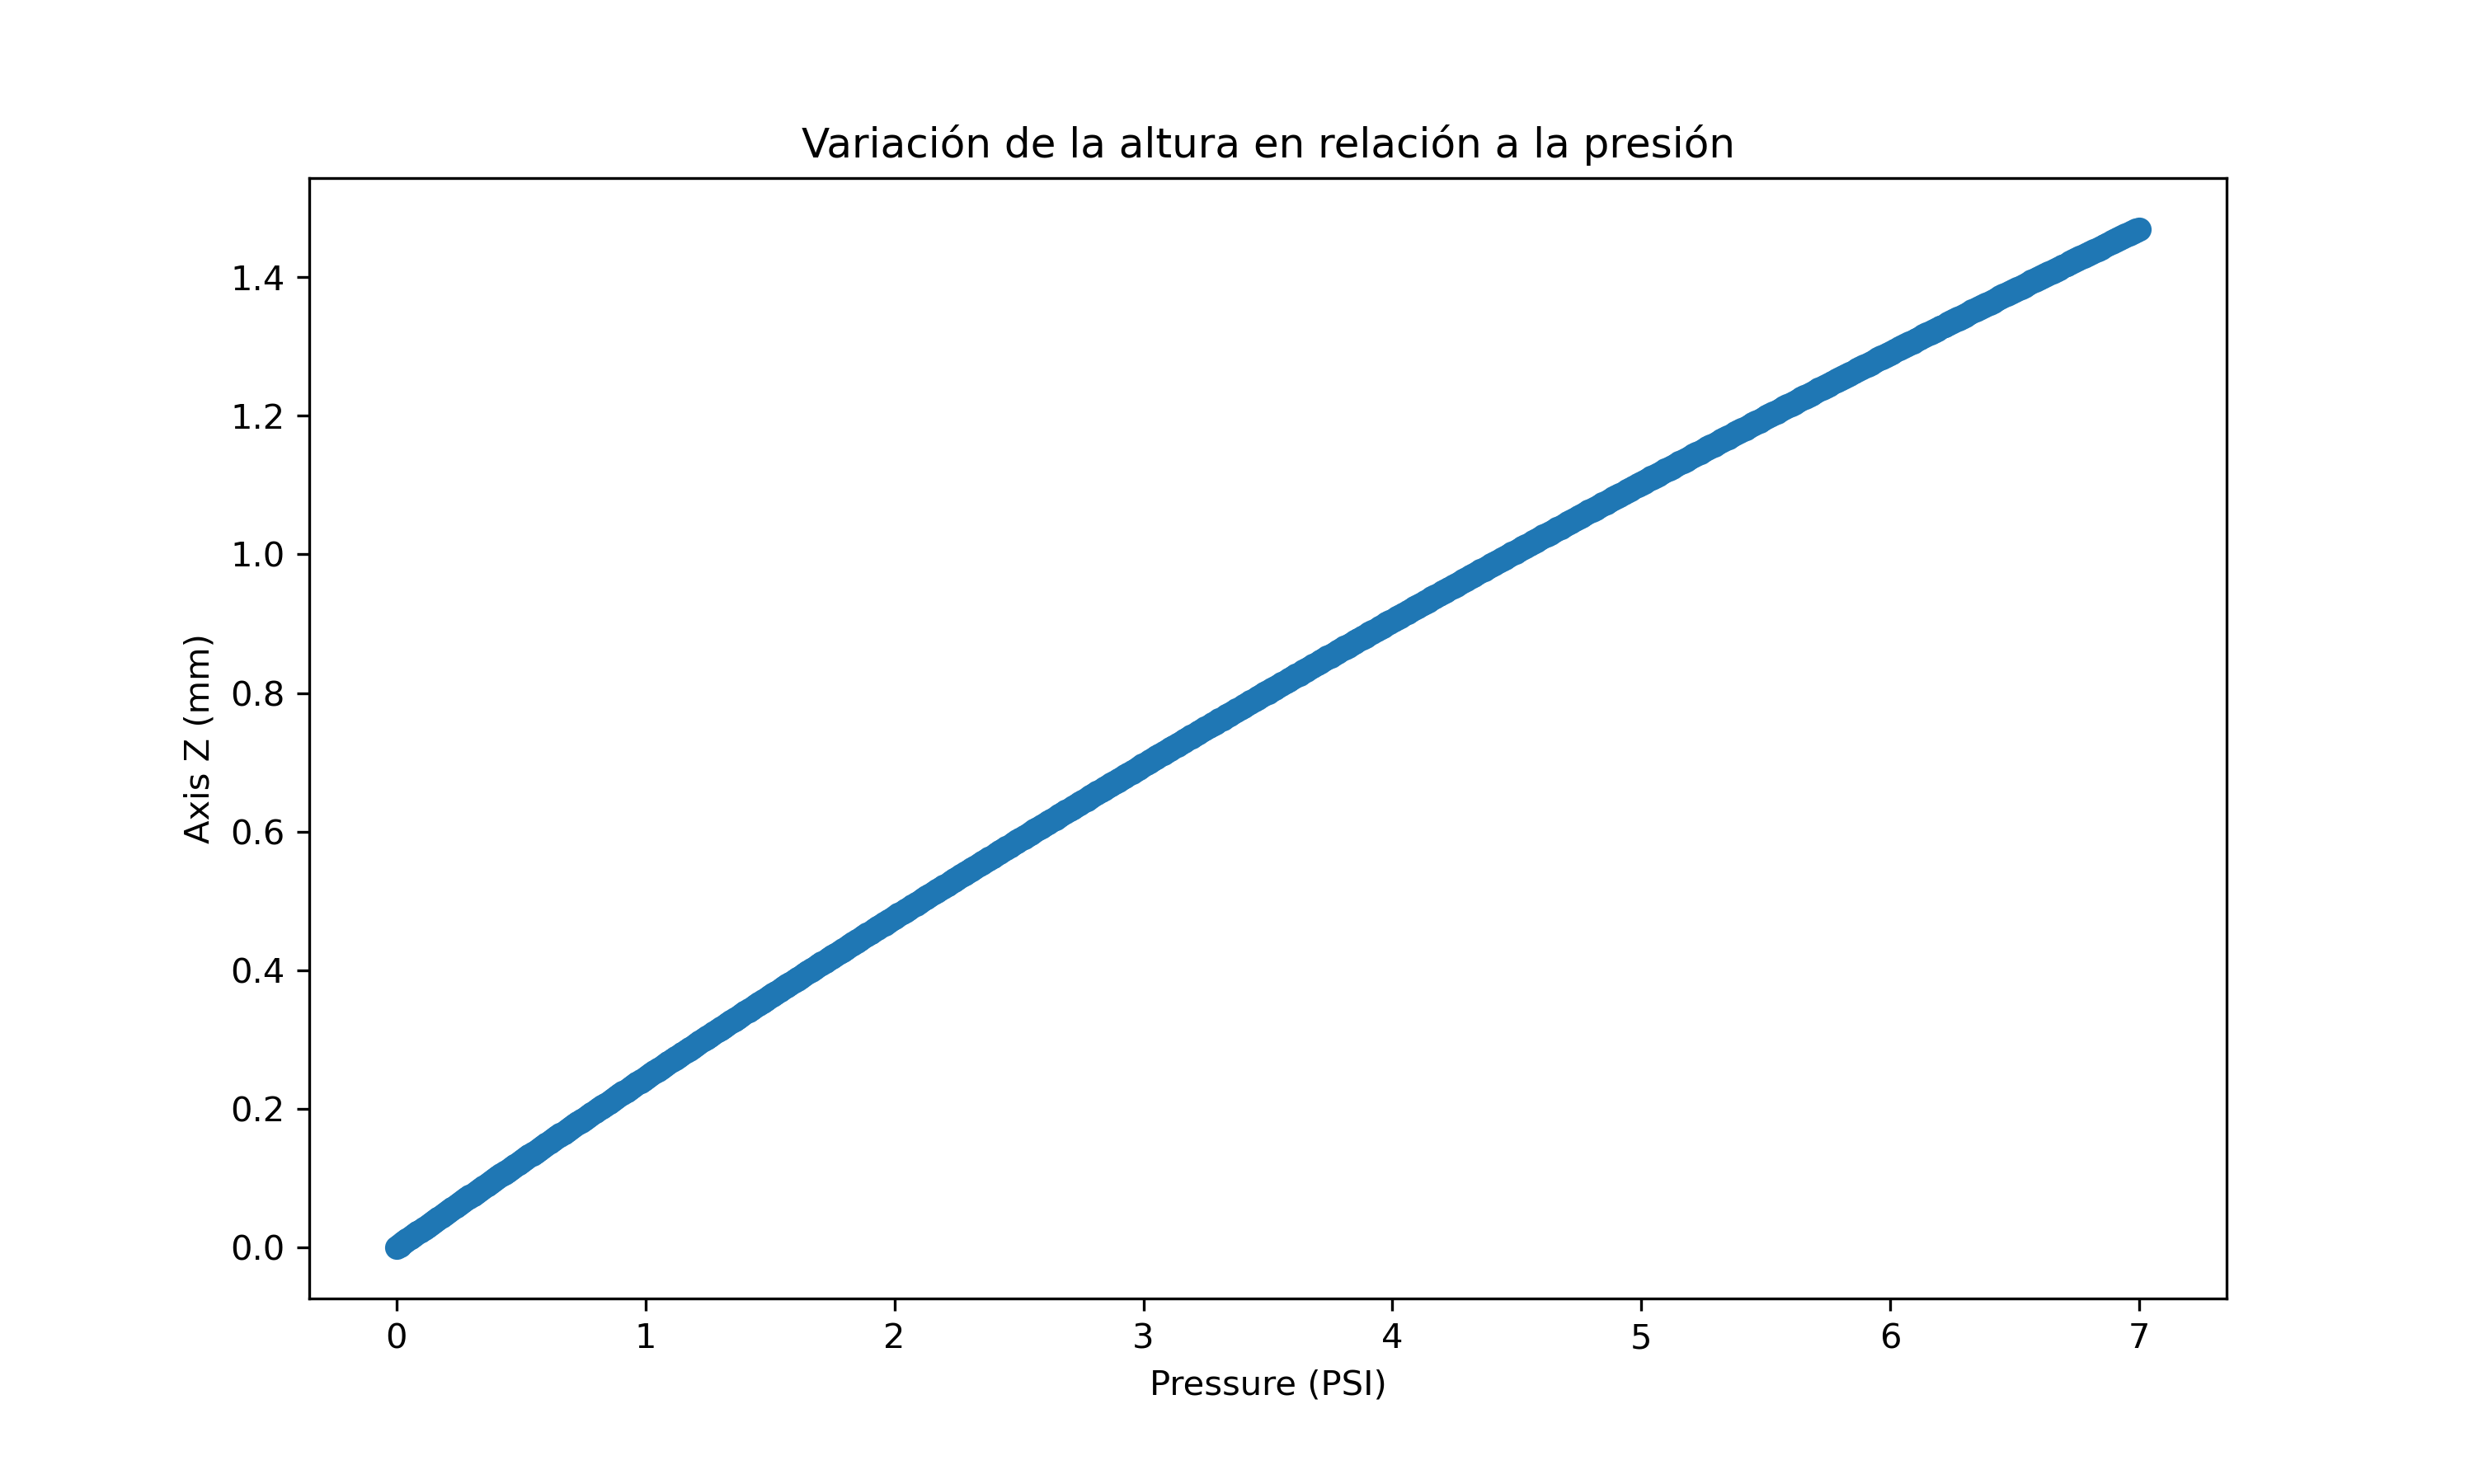 Variación de la altura en relación a la presión
1.4
1.2
1.0
0.8
0.6
0.4
0.2
0.0
Axis Z (mm)
0 1 2 3 4 5 6 7
Pressure (PSI)